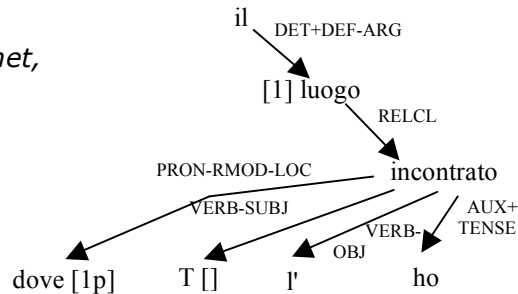 il
DET+DEF-ARG
net,
[1] luogo
RELCL
PRON-RMOD-LOC
incontrato
VERB-SUBJ
VERB-
OBJ
AUX+
TENSE
dove [1p]
T []
l'
ho